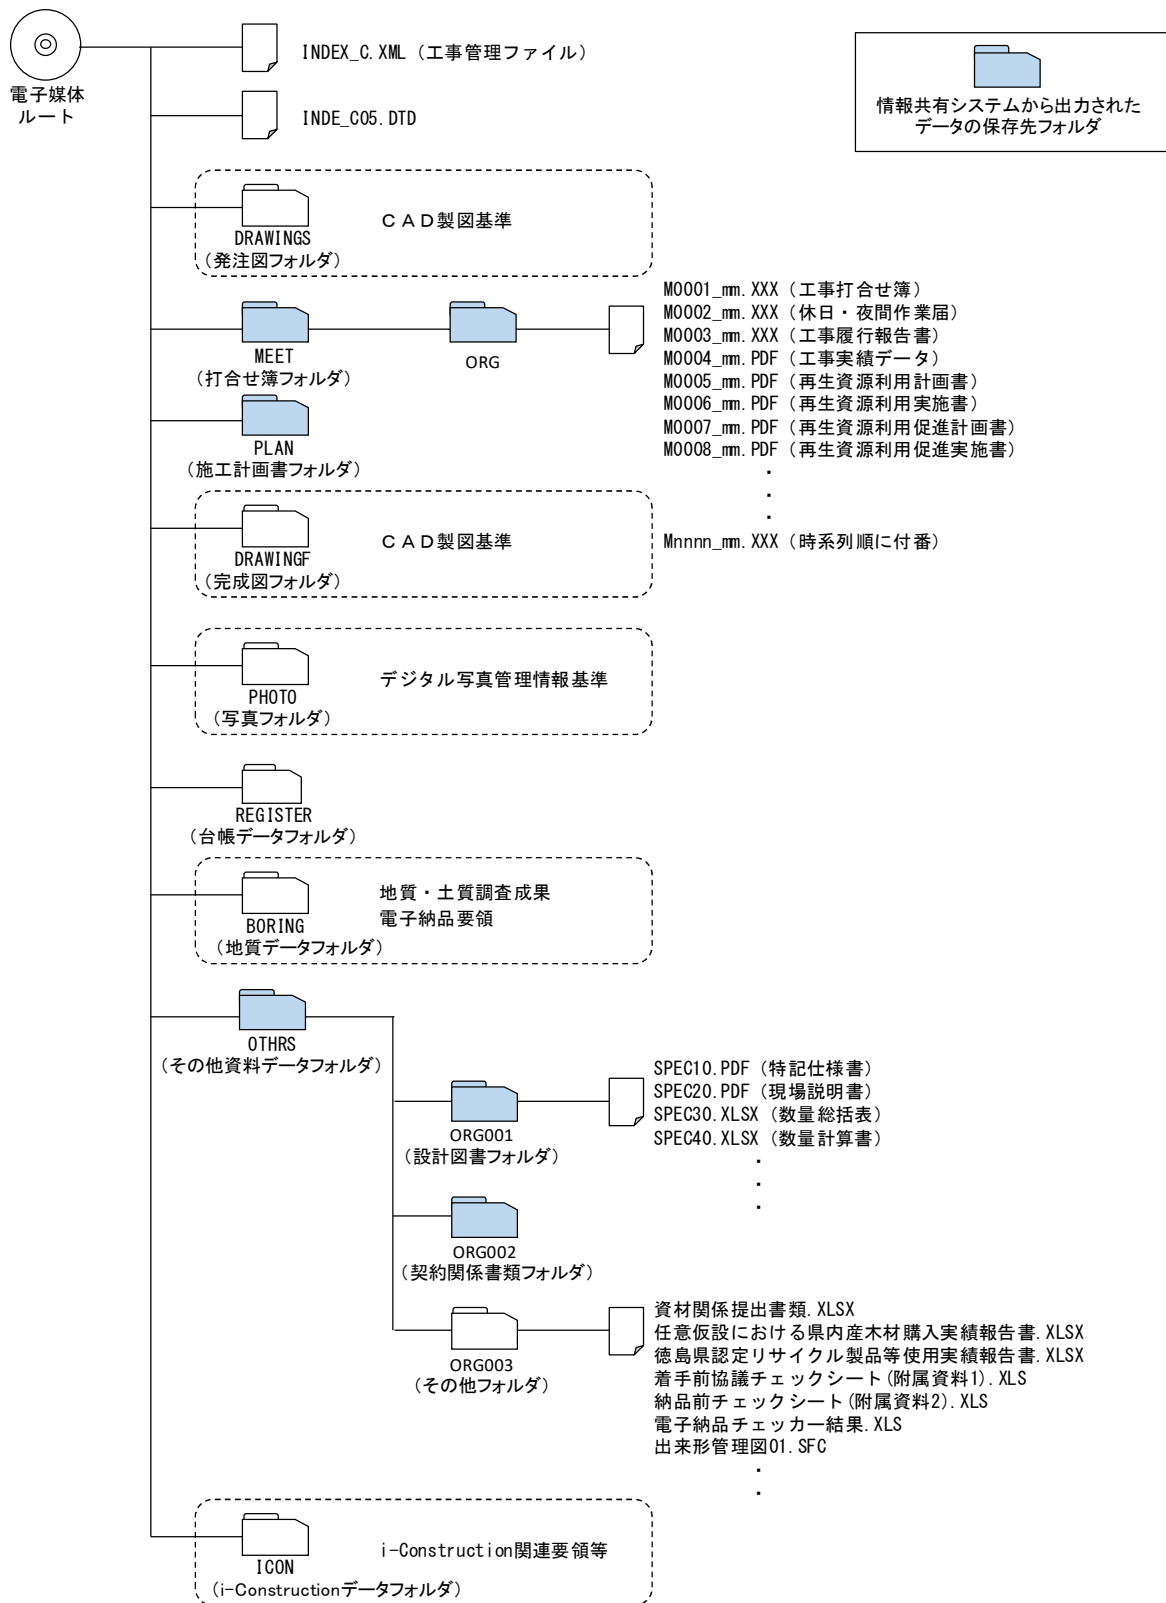 INDEX_C.XML（工事管理ファイル）
電子媒体
ルート
INDE_C05.DTD
情報共有システムから出力された
データの保存先フォルダ
ＣＡＤ製図基準
DRAWINGS
（発注図フォルダ）
MEET
（打合せ簿フォルダ）
ORG
M0001_mm.XXX（工事打合せ簿）
M0002_mm.XXX（休日・夜間作業届）
M0003_mm.XXX（工事履行報告書）
M0004_mm.PDF（工事実績データ）
M0005_mm.PDF（再生資源利用計画書）
M0006_mm.PDF（再生資源利用実施書）
M0007_mm.PDF（再生資源利用促進計画書）
M0008_mm.PDF（再生資源利用促進実施書）
・
・
・
Mnnnn_mm.XXX（時系列順に付番）
PLAN
（施工計画書フォルダ）
ＣＡＤ製図基準
DRAWINGF
（完成図フォルダ）
デジタル写真管理情報基準
PHOTO
（写真フォルダ）
REGISTER
（台帳データフォルダ）
地質・土質調査成果
電子納品要領
BORING
（地質データフォルダ）
OTHRS
（その他資料データフォルダ）
ORG001
（設計図書フォルダ）
SPEC10.PDF（特記仕様書）
SPEC20.PDF（現場説明書）
SPEC30.XLSX（数量総括表）
SPEC40.XLSX（数量計算書）
・
・
・
ORG002
（契約関係書類フォルダ）
ORG003
（その他フォルダ）
資材関係提出書類.XLSX
任意仮設における県内産木材購入実績報告書.XLSX
徳島県認定リサイクル製品等使用実績報告書.XLSX
着手前協議チェックシート(附属資料1).XLS
納品前チェックシート(附属資料2).XLS
電子納品チェッカー結果.XLS
出来形管理図01.SFC
・
・
i-Construction関連要領等
ICON
（i-Constructionデータフォルダ）